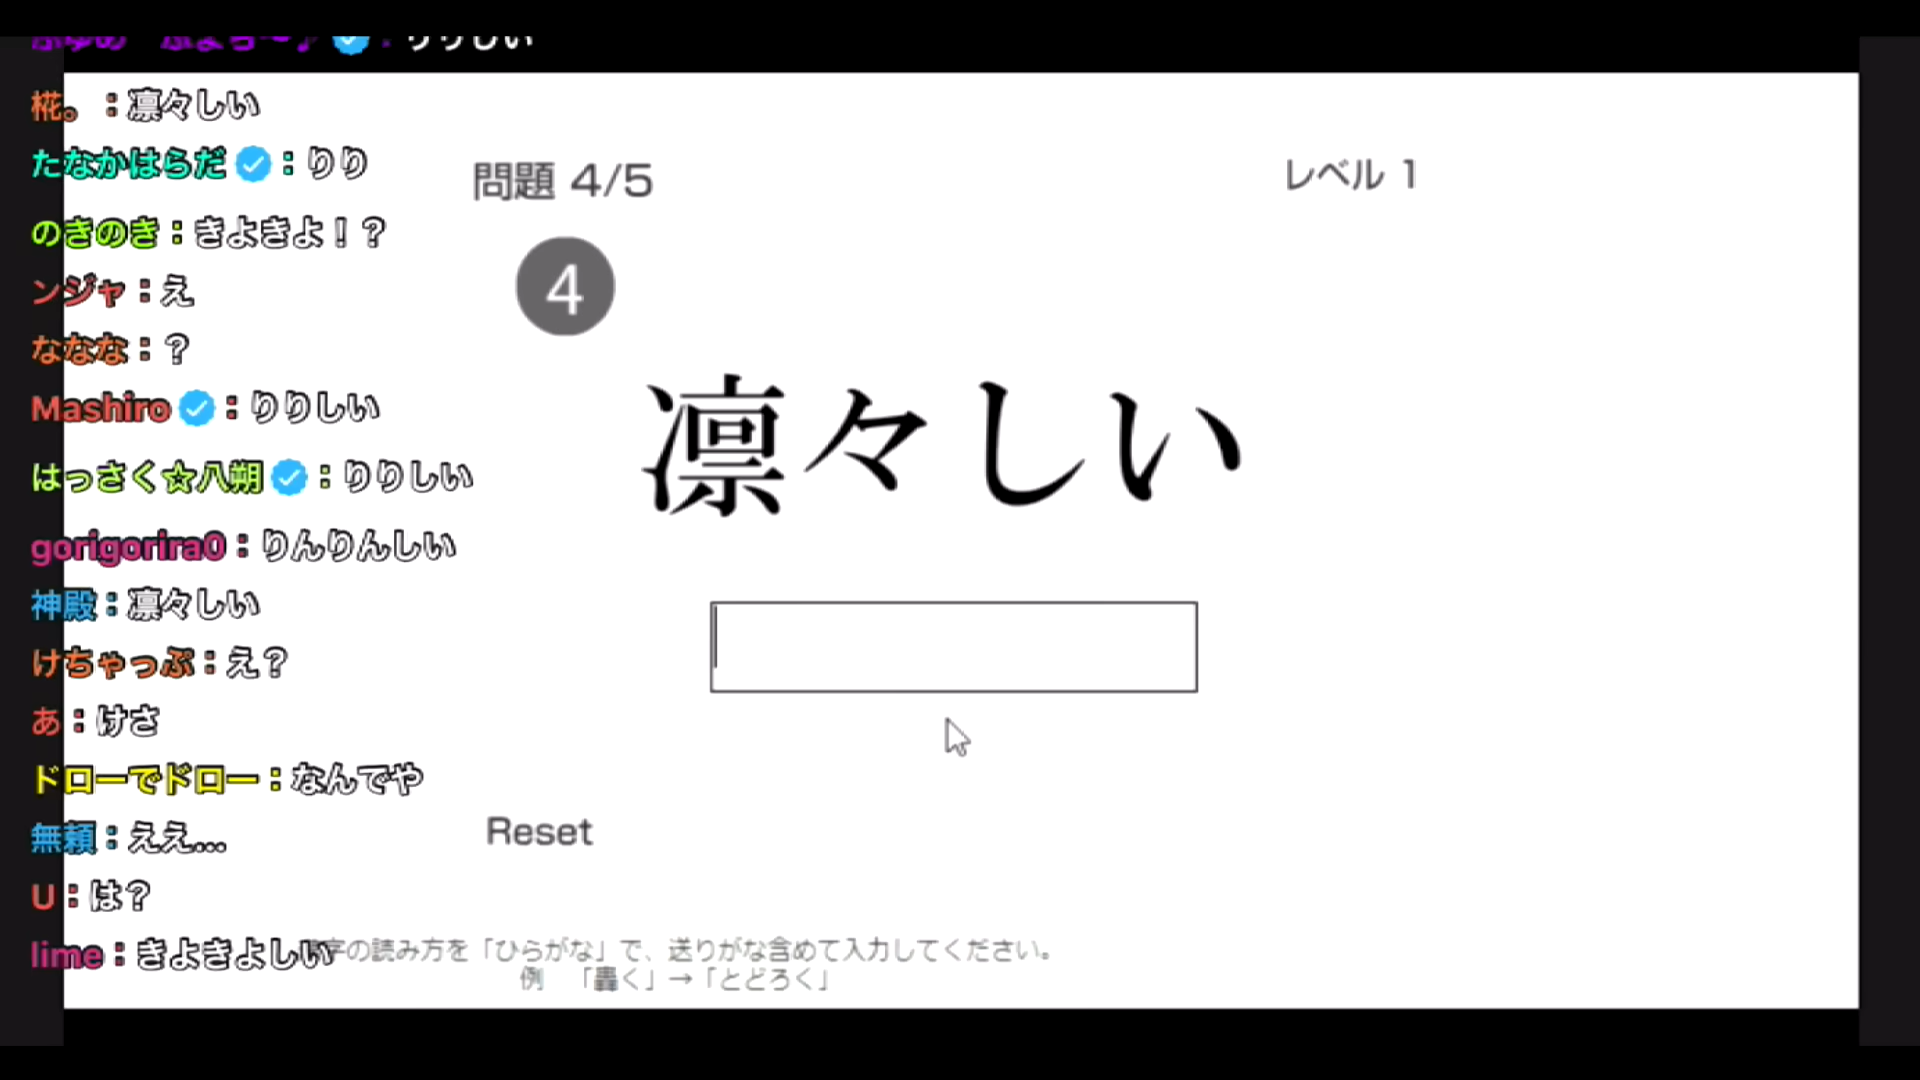 りりしい
椛。：凛々しい
たなかはらだ：りり
のきのき：きよきよ！？
ンジャ：え
ななな：？
Mashiro：りりしい
はっさく☆八朔：りりしい
gorigorira0：りんりんしい
神殿：凛々しい
けちゃっぷ：え？
あ：けさ
ドローでドロー：なんでや
無頼：ええ...
U：は？
lime：きよきよしい
問題 4/5
レベル 1
4
凛々しい
Reset
字の読み方を「ひらがな」で、送りがな含めて入力してください。
例 「轟く」→「とどろく」